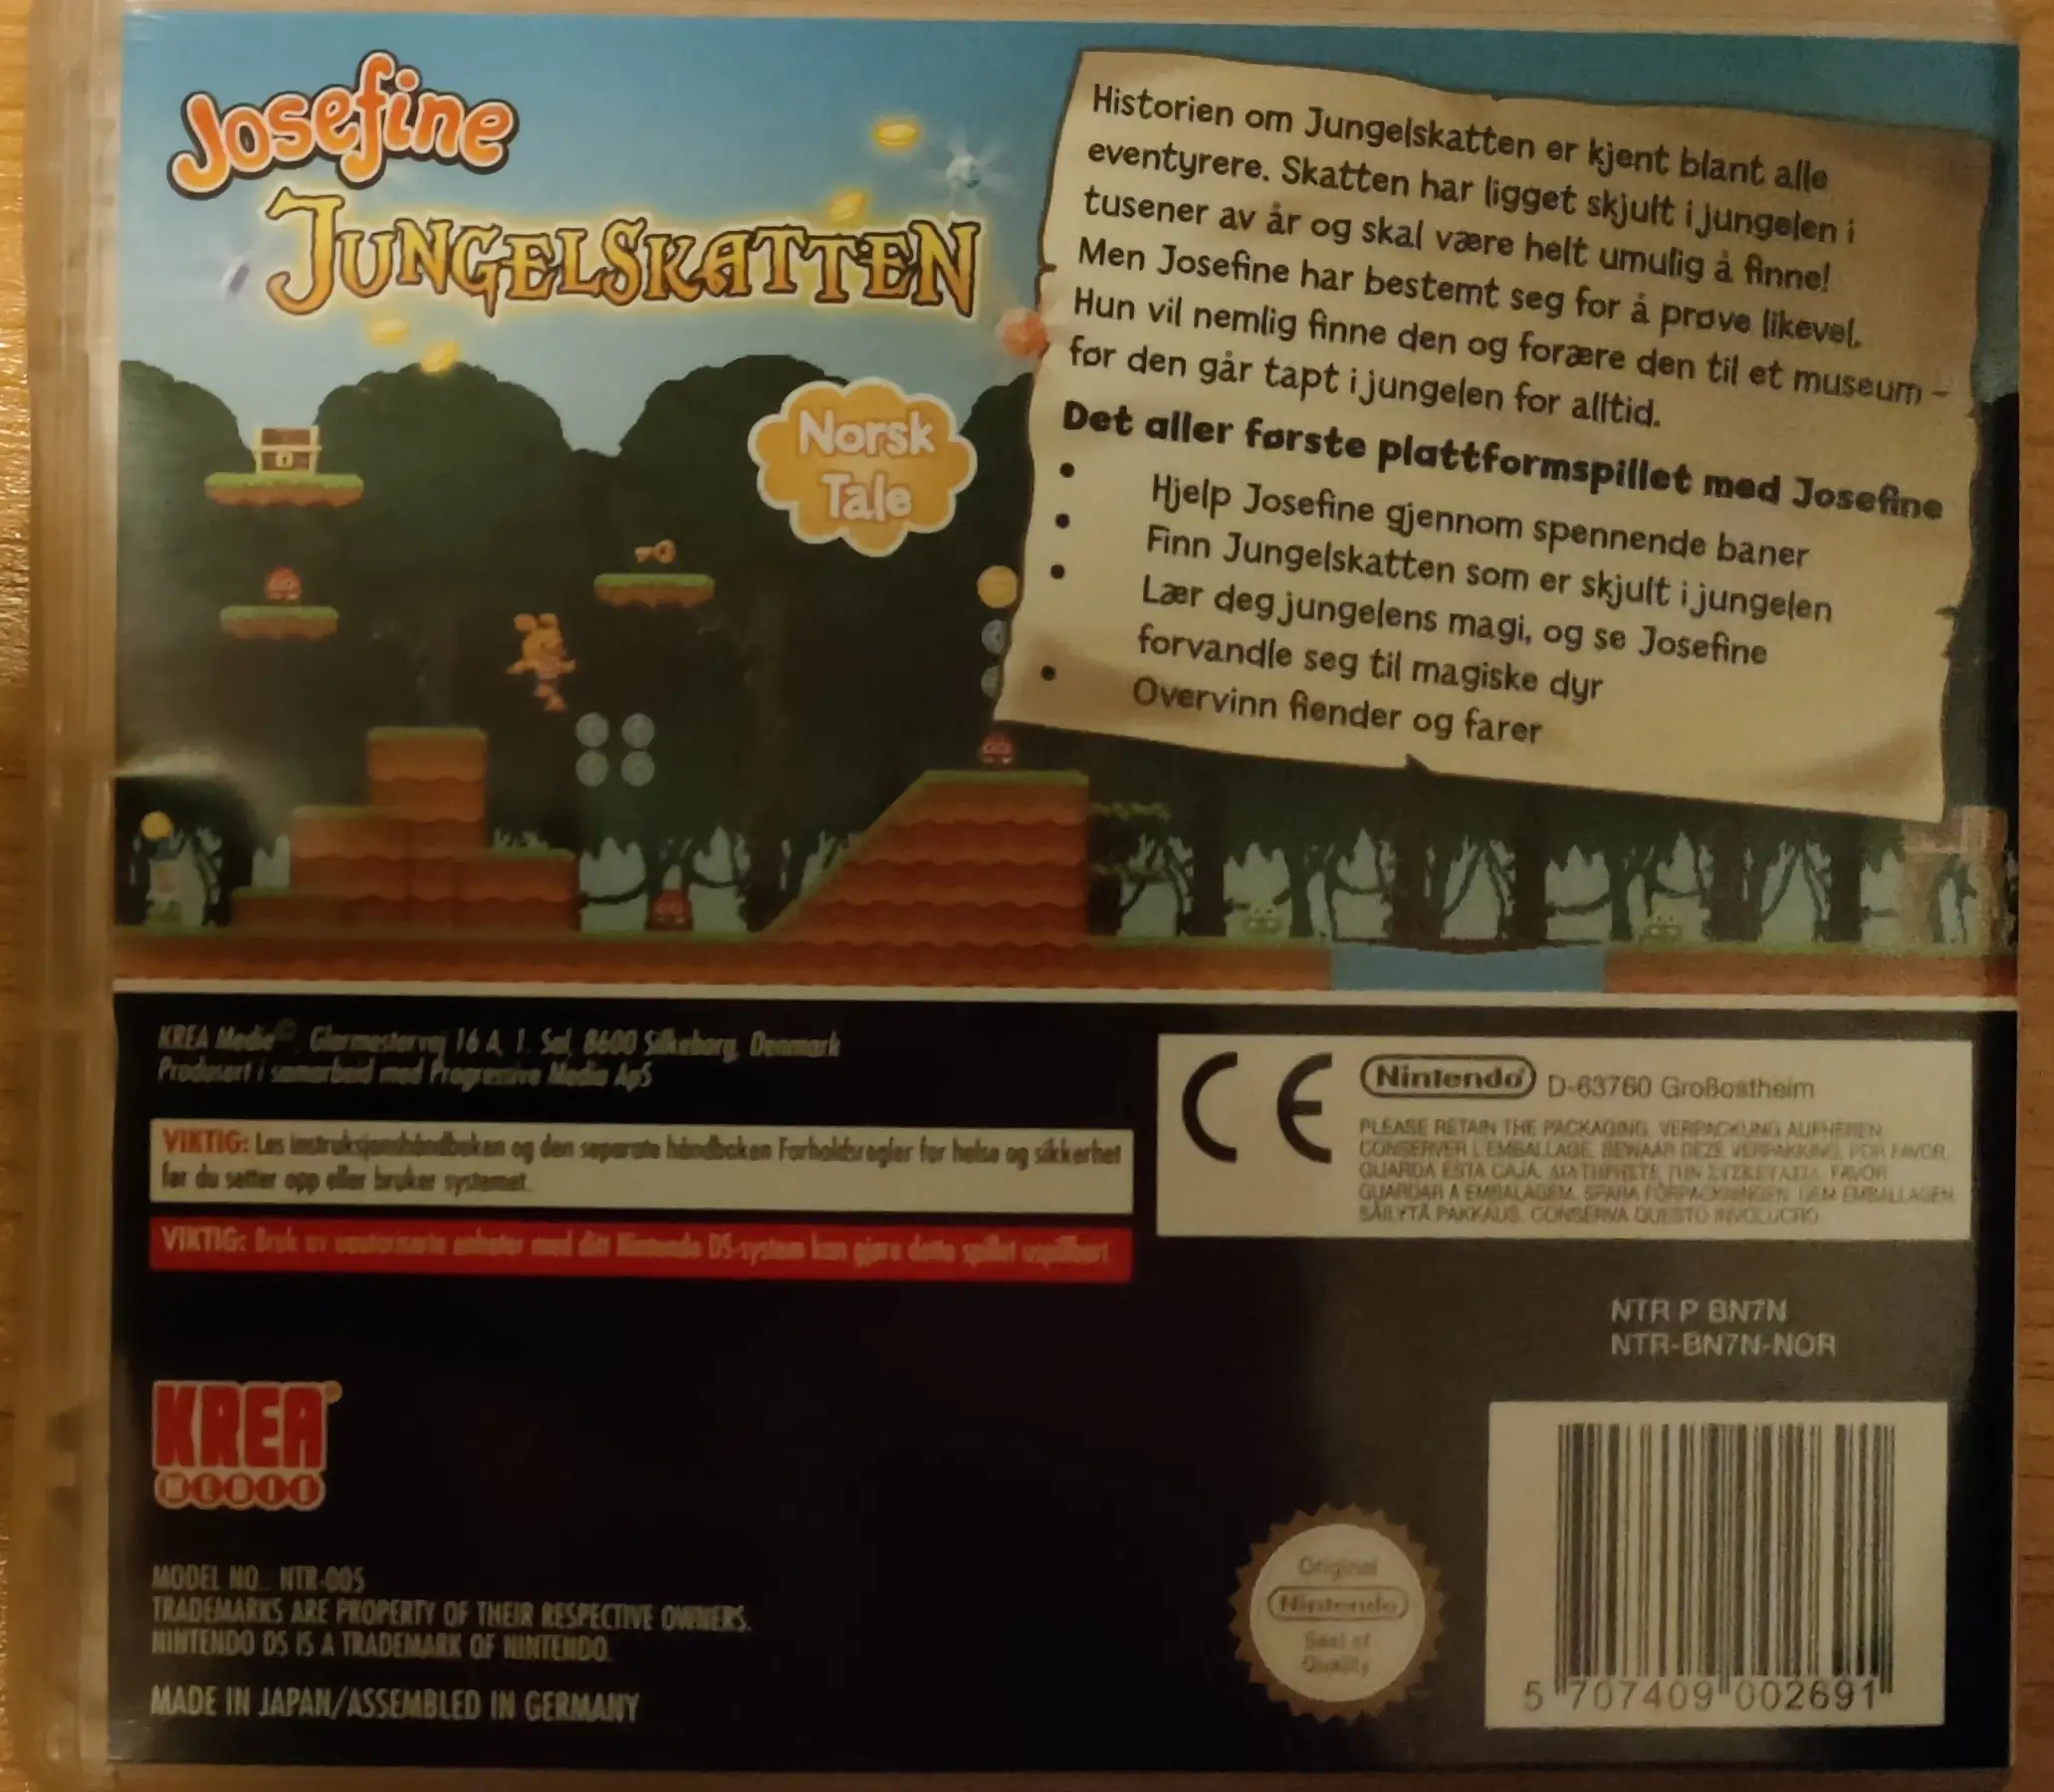 Josefine
JUNGELSKATTEN
Norsk
Tale
Historien om Jungelskatten er kjent blant alle
eventyrere. Skatten har ligget skjult i jungelen i
tusener av år og skal være helt umulig å finne!
Men Josefine har bestemt seg for å prøve likevel.
Hun vil nemlig finne den og forære den til et museum –
før den går tapt i jungelen for alltid.
Det aller første plattformspillet med Josefine
• Hjelp Josefine gjennom spennende baner
• Finn Jungelskatten som er skjult i jungelen
• Lær deg jungelens magi, og se Josefine
forvandle seg til magiske dyr
• Overvinn fiender og farer
KREA Medie©, Glarmestervej 16 A, 1. Sal, 8600 Silkeborg, Denmark
Produsert i samarbeid med Progressive Media ApS
VIKTIG: Les instruksjonshåndboken og den separate håndboken Forholdsregler for helse og sikkerhet
før du setter opp eller bruker systemet.
VIKTIG: Bruk av uautoriserte enheter med ditt Nintendo DS-system kan gjøre dette spillet uspillbart.
CE
Nintendo D-63760 Großostheim
PLEASE RETAIN THE PACKAGING. VERPACKUNG AUFHEBEN.
CONSERVER L'EMBALLAGE. BEWAAR DEZE VERPAKKING. POR FAVOR
GUARDA ESTA CAJA. FAVOR
GUARDAR A EMBALAGEM. SPARA FÖRPACKNINGEN. GEM EMBALLAGEN.
SÄILYTÄ PAKKAUS. CONSERVA QUESTO INVOLUCRO.
NTR P BN7N
NTR-BN7N-NOR
KREA
MEDIE
MODEL NO.: NTR-005
TRADEMARKS ARE PROPERTY OF THEIR RESPECTIVE OWNERS.
NINTENDO DS IS A TRADEMARK OF NINTENDO.
MADE IN JAPAN/ASSEMBLED IN GERMANY
Original
Nintendo
Seal of
Quality
5 707409 002691